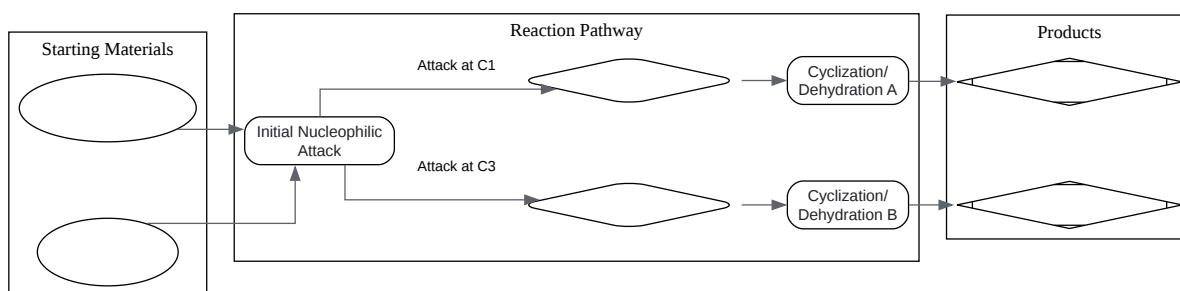 Starting Materials
Reaction Pathway
Products
Attack at C1
Cyclization/
Dehydration A
Initial Nucleophilic
Attack
Attack at C3
Cyclization/
Dehydration B